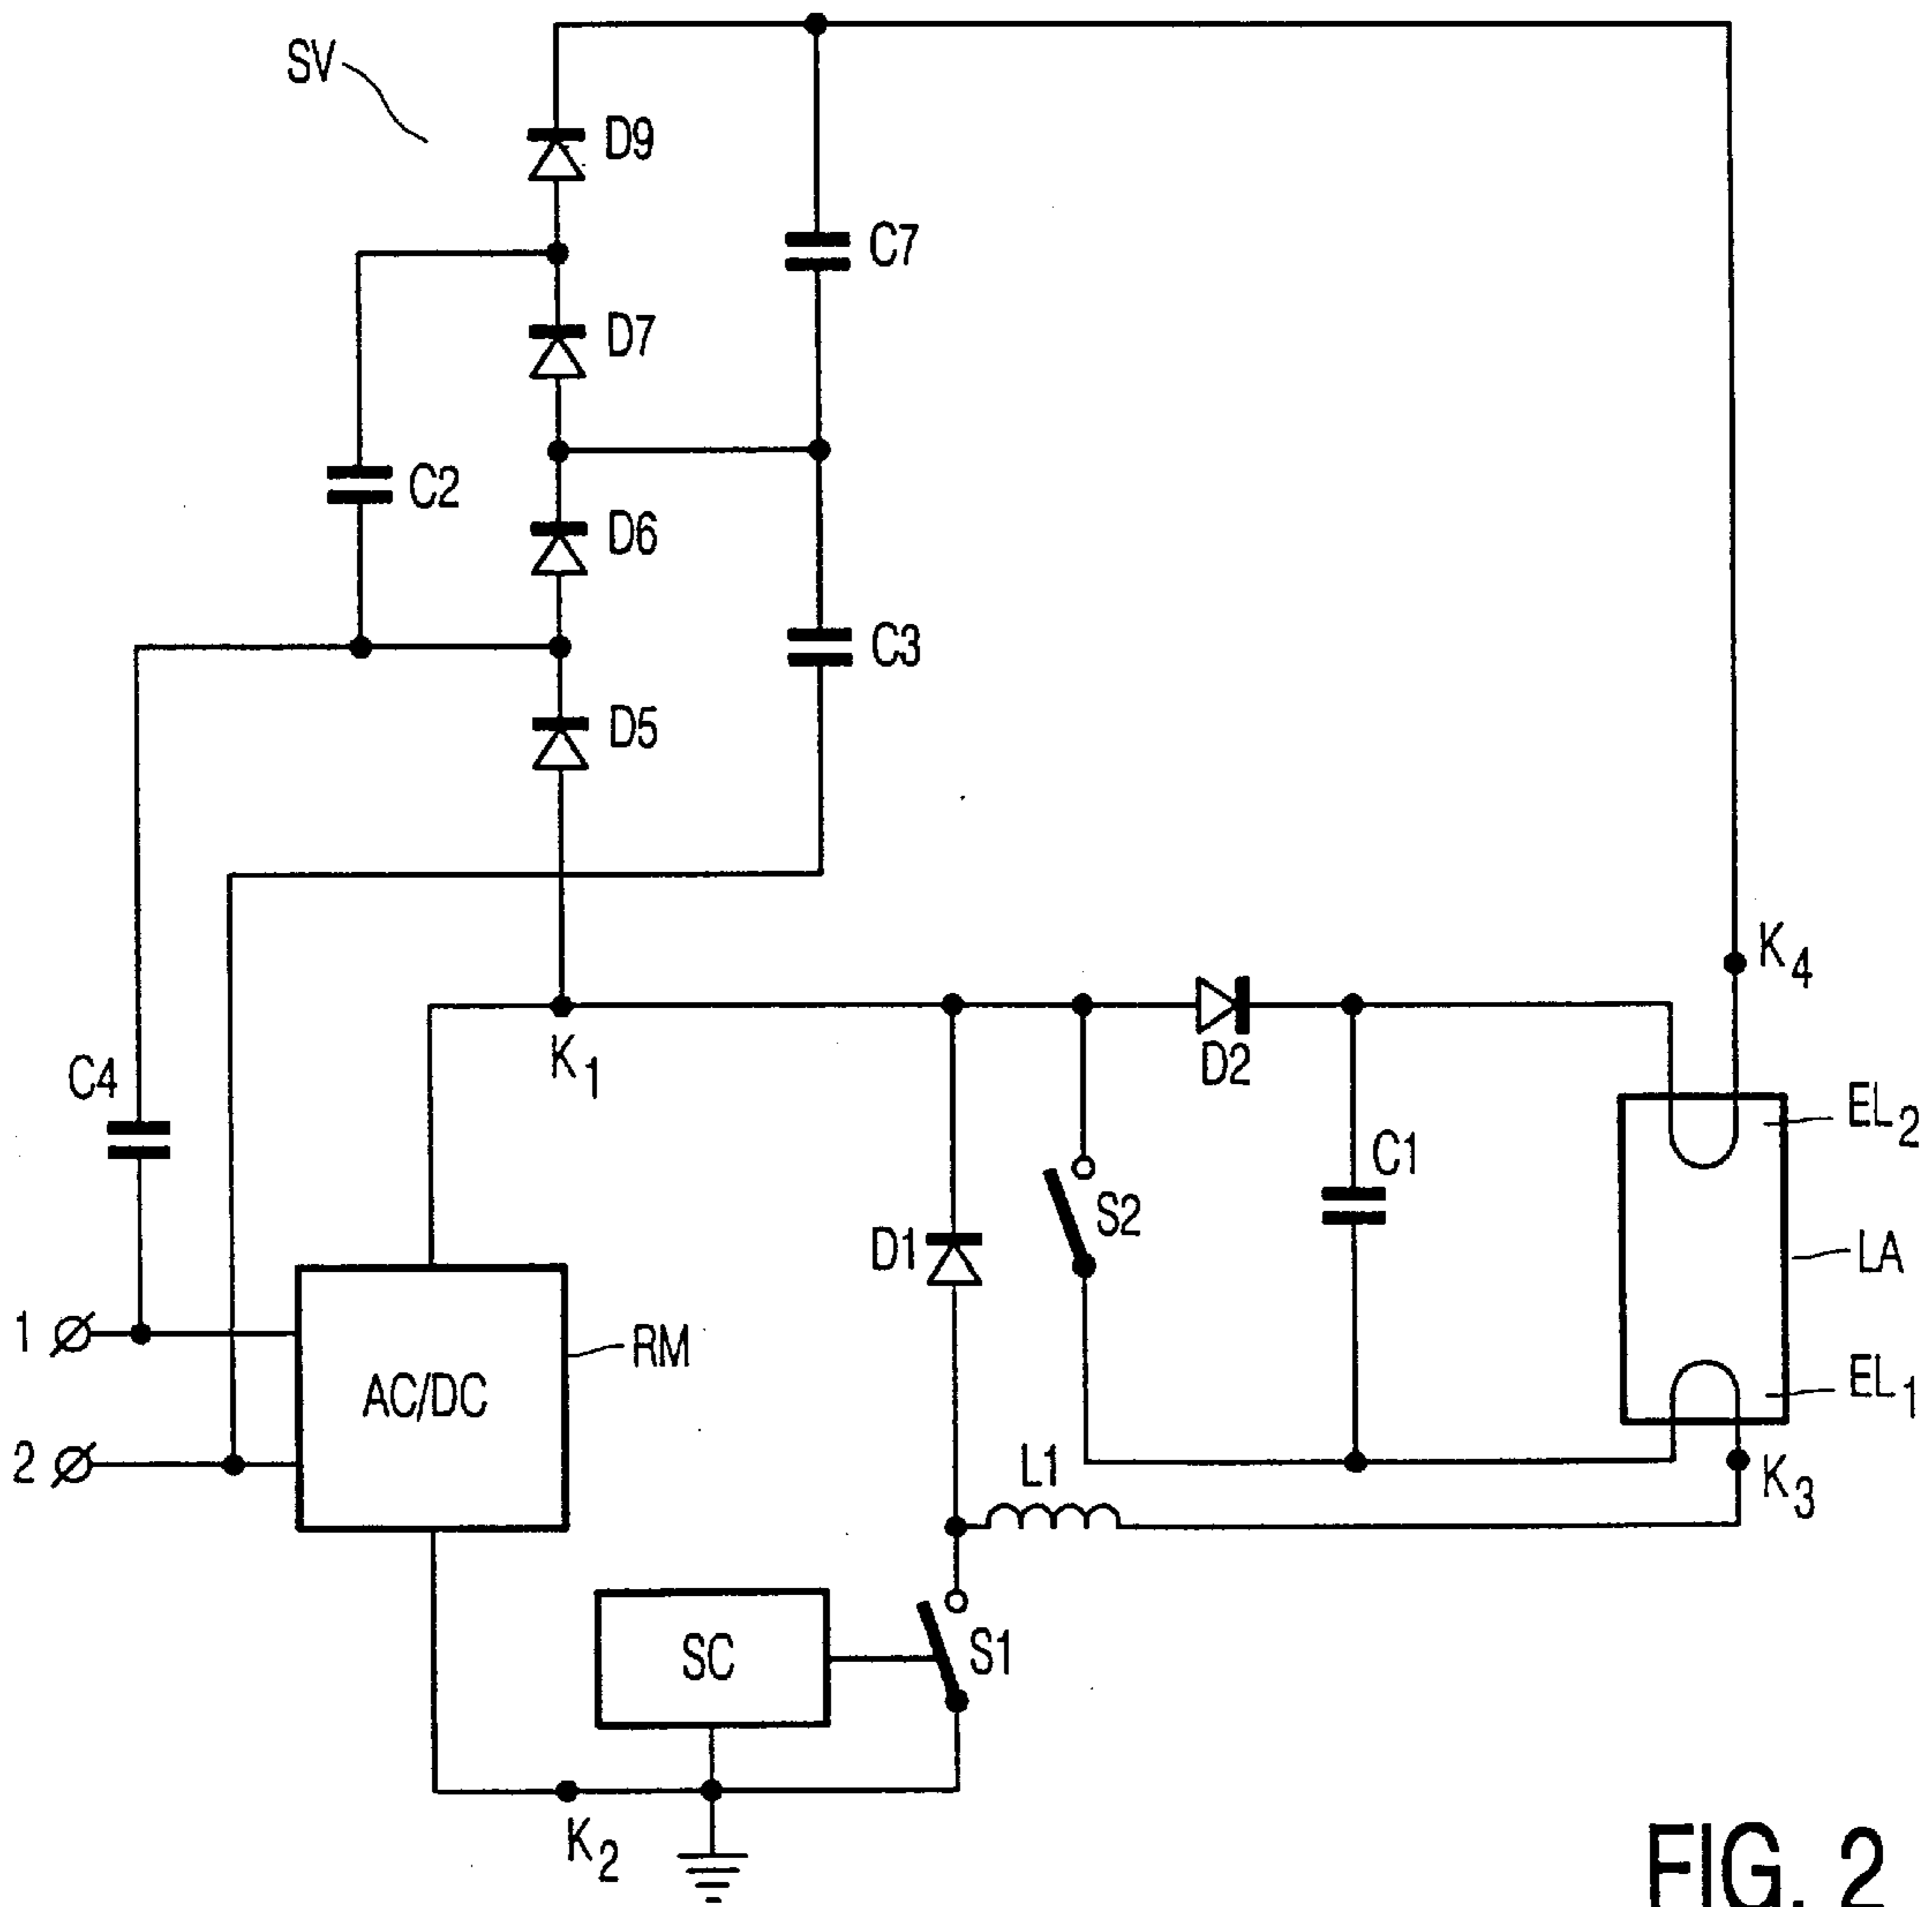 SV
D9
C7
D7
C2
D6
C3
D5
K4
K1
D2
C4
EL2
C1
S2
D1
LA
1
RM
AC/DC
EL1
2
L1
K3
SC
S1
K2
FIG. 2